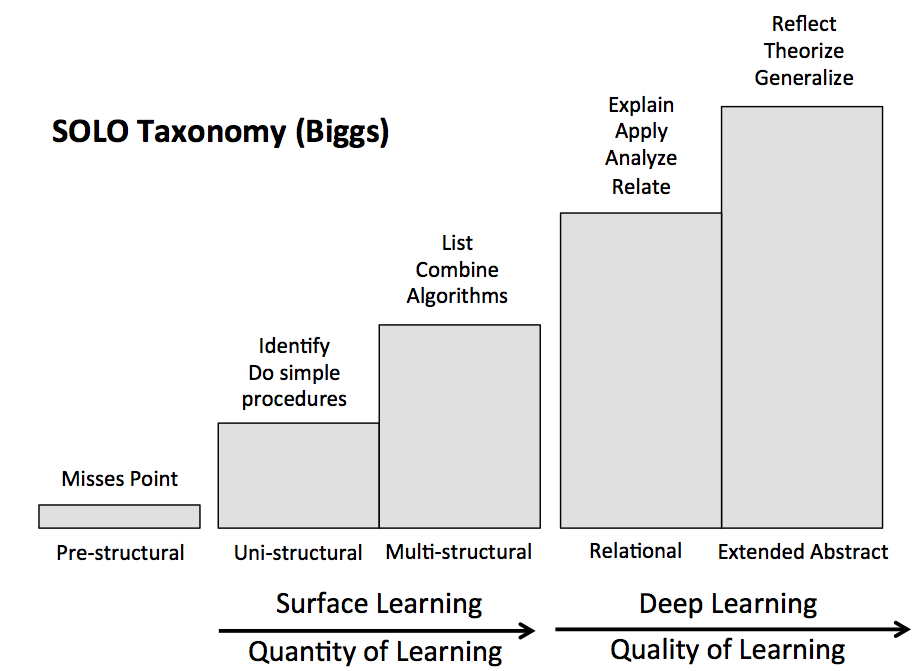 Reflect
Theorize
Generalize
SOLO Taxonomy (Biggs)
Explain
Apply
Analyze
Relate
List
Combine
Algorithms
Identify
Do simple
procedures
Misses Point
Pre-structural
Uni-structural
Multi-structural
Relational
Extended Abstract
Surface Learning
Deep Learning
Quantity of Learning
Quality of Learning